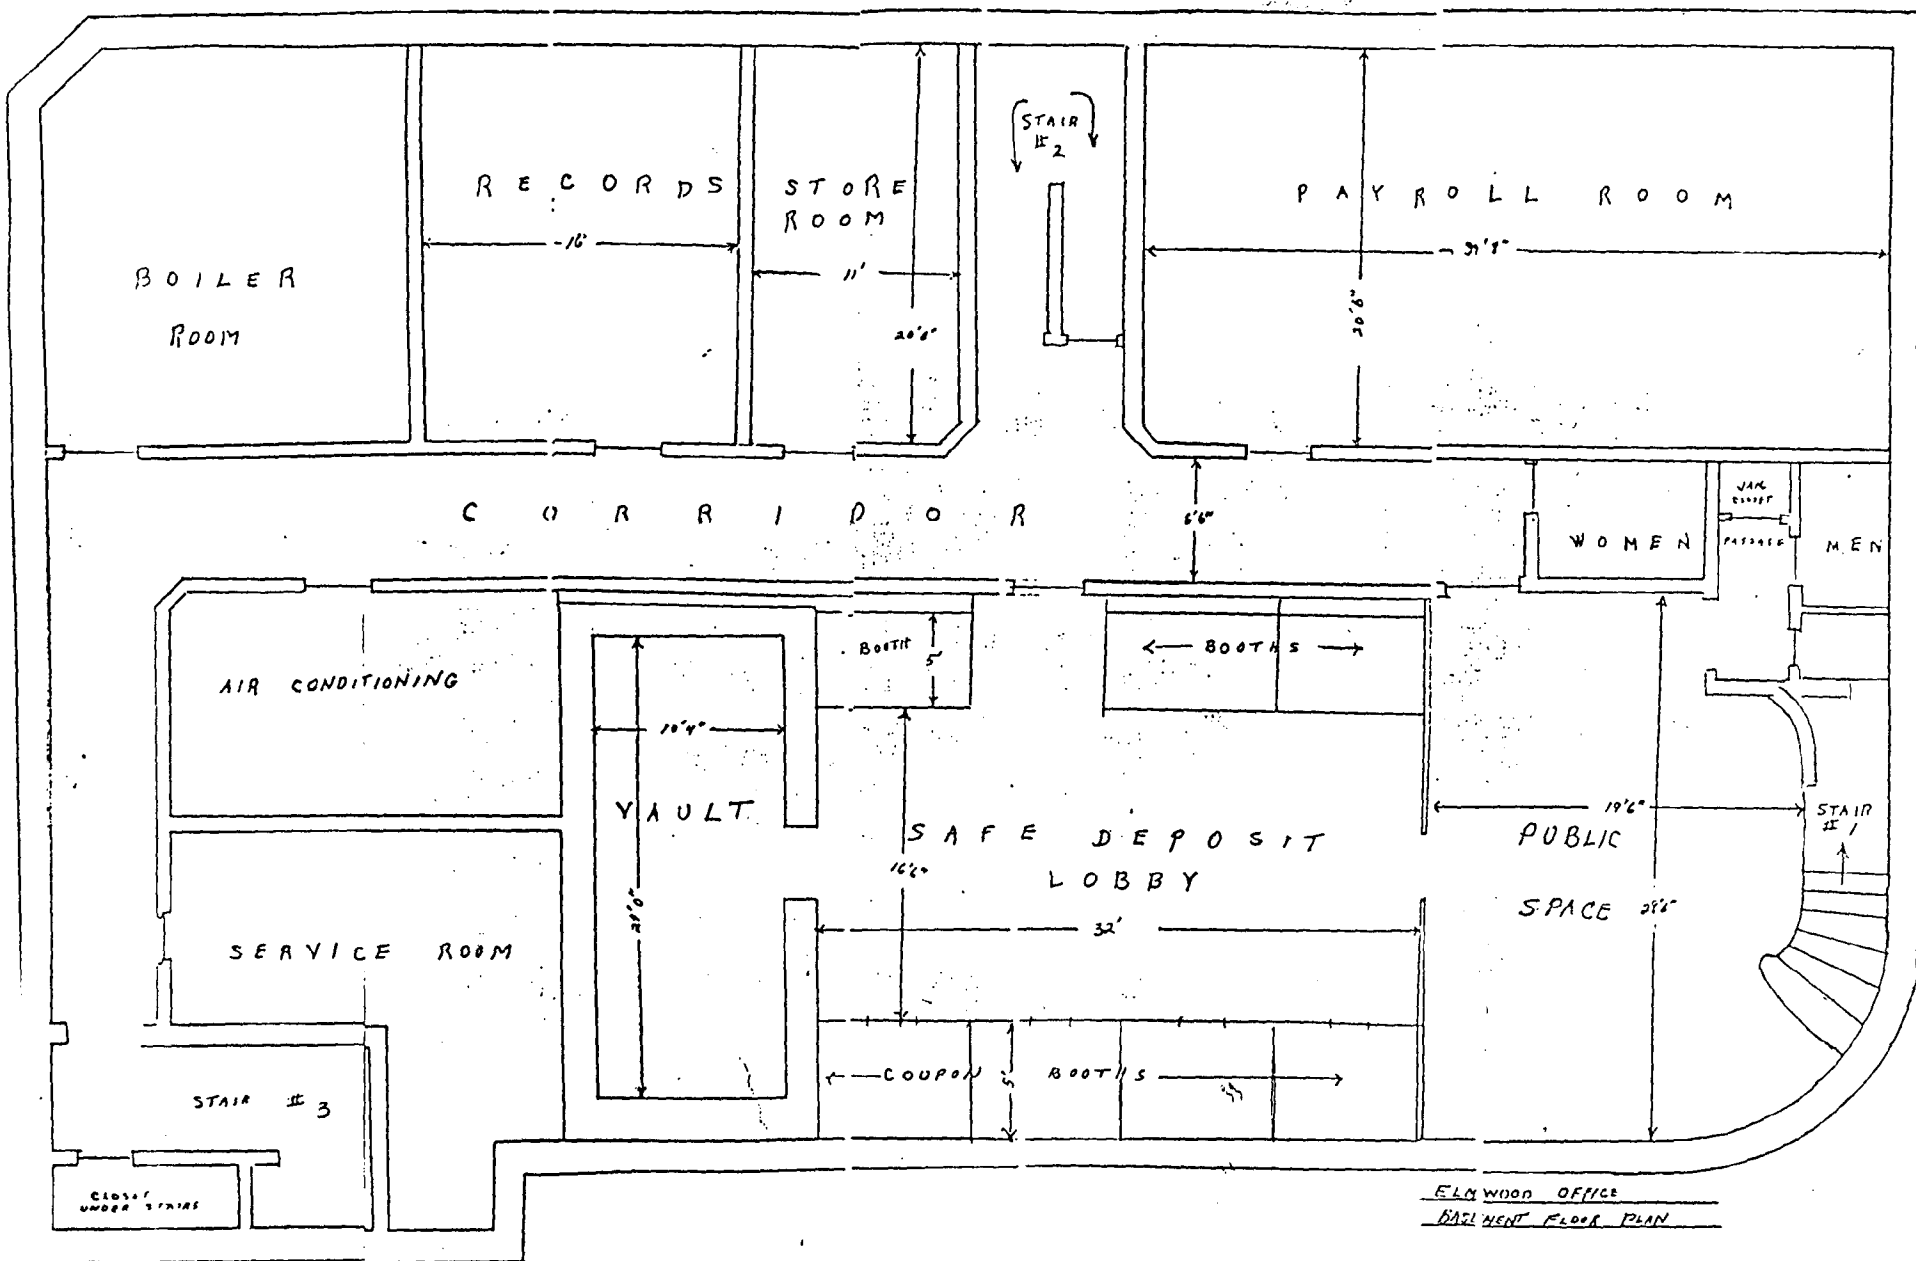 STAIR
# 2
RECORDS
STORE
ROOM
PAYROLL ROOM
16'
11'
BOILER
ROOM
20'6"
20'8"
CORRIDOR
6'6"
JAN.
CLOSET
WOMEN
PASSAGE
MEN
BOOTH
5'
← BOOTHS →
AIR CONDITIONING
10'4"
VAULT
SAFE DEPOSIT
LOBBY
16'6"
32'
19'6"
STAIR
# 1
PUBLIC
SPACE
SERVICE ROOM
← COUPON BOOTHS →
5'
STAIR # 3
CLOSET
UNDER STAIRS
ELMWOOD OFFICE
BASEMENT FLOOR PLAN